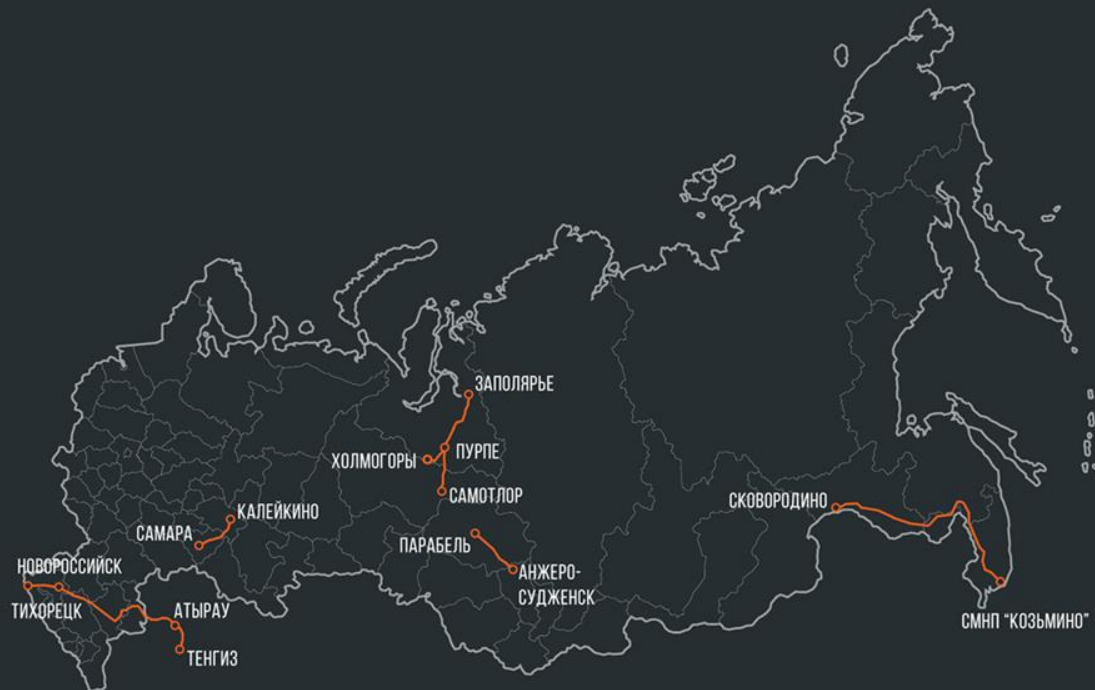 ЗАПОЛЯРЬЕ
ПУРПЕ
ХОЛМОГОРЫ
САМОТЛОР
СКОВОРОДИНО
КАЛЕЙКИНО
САМАРА
ПАРАБЕЛЬ
НОВОРОССИЙСК
АНЖЕРО-
СУДЖЕНСК
ТИХОРЕЦК
АТЫРАУ
СМНП “КОЗЬМИНО”
ТЕНГИЗ